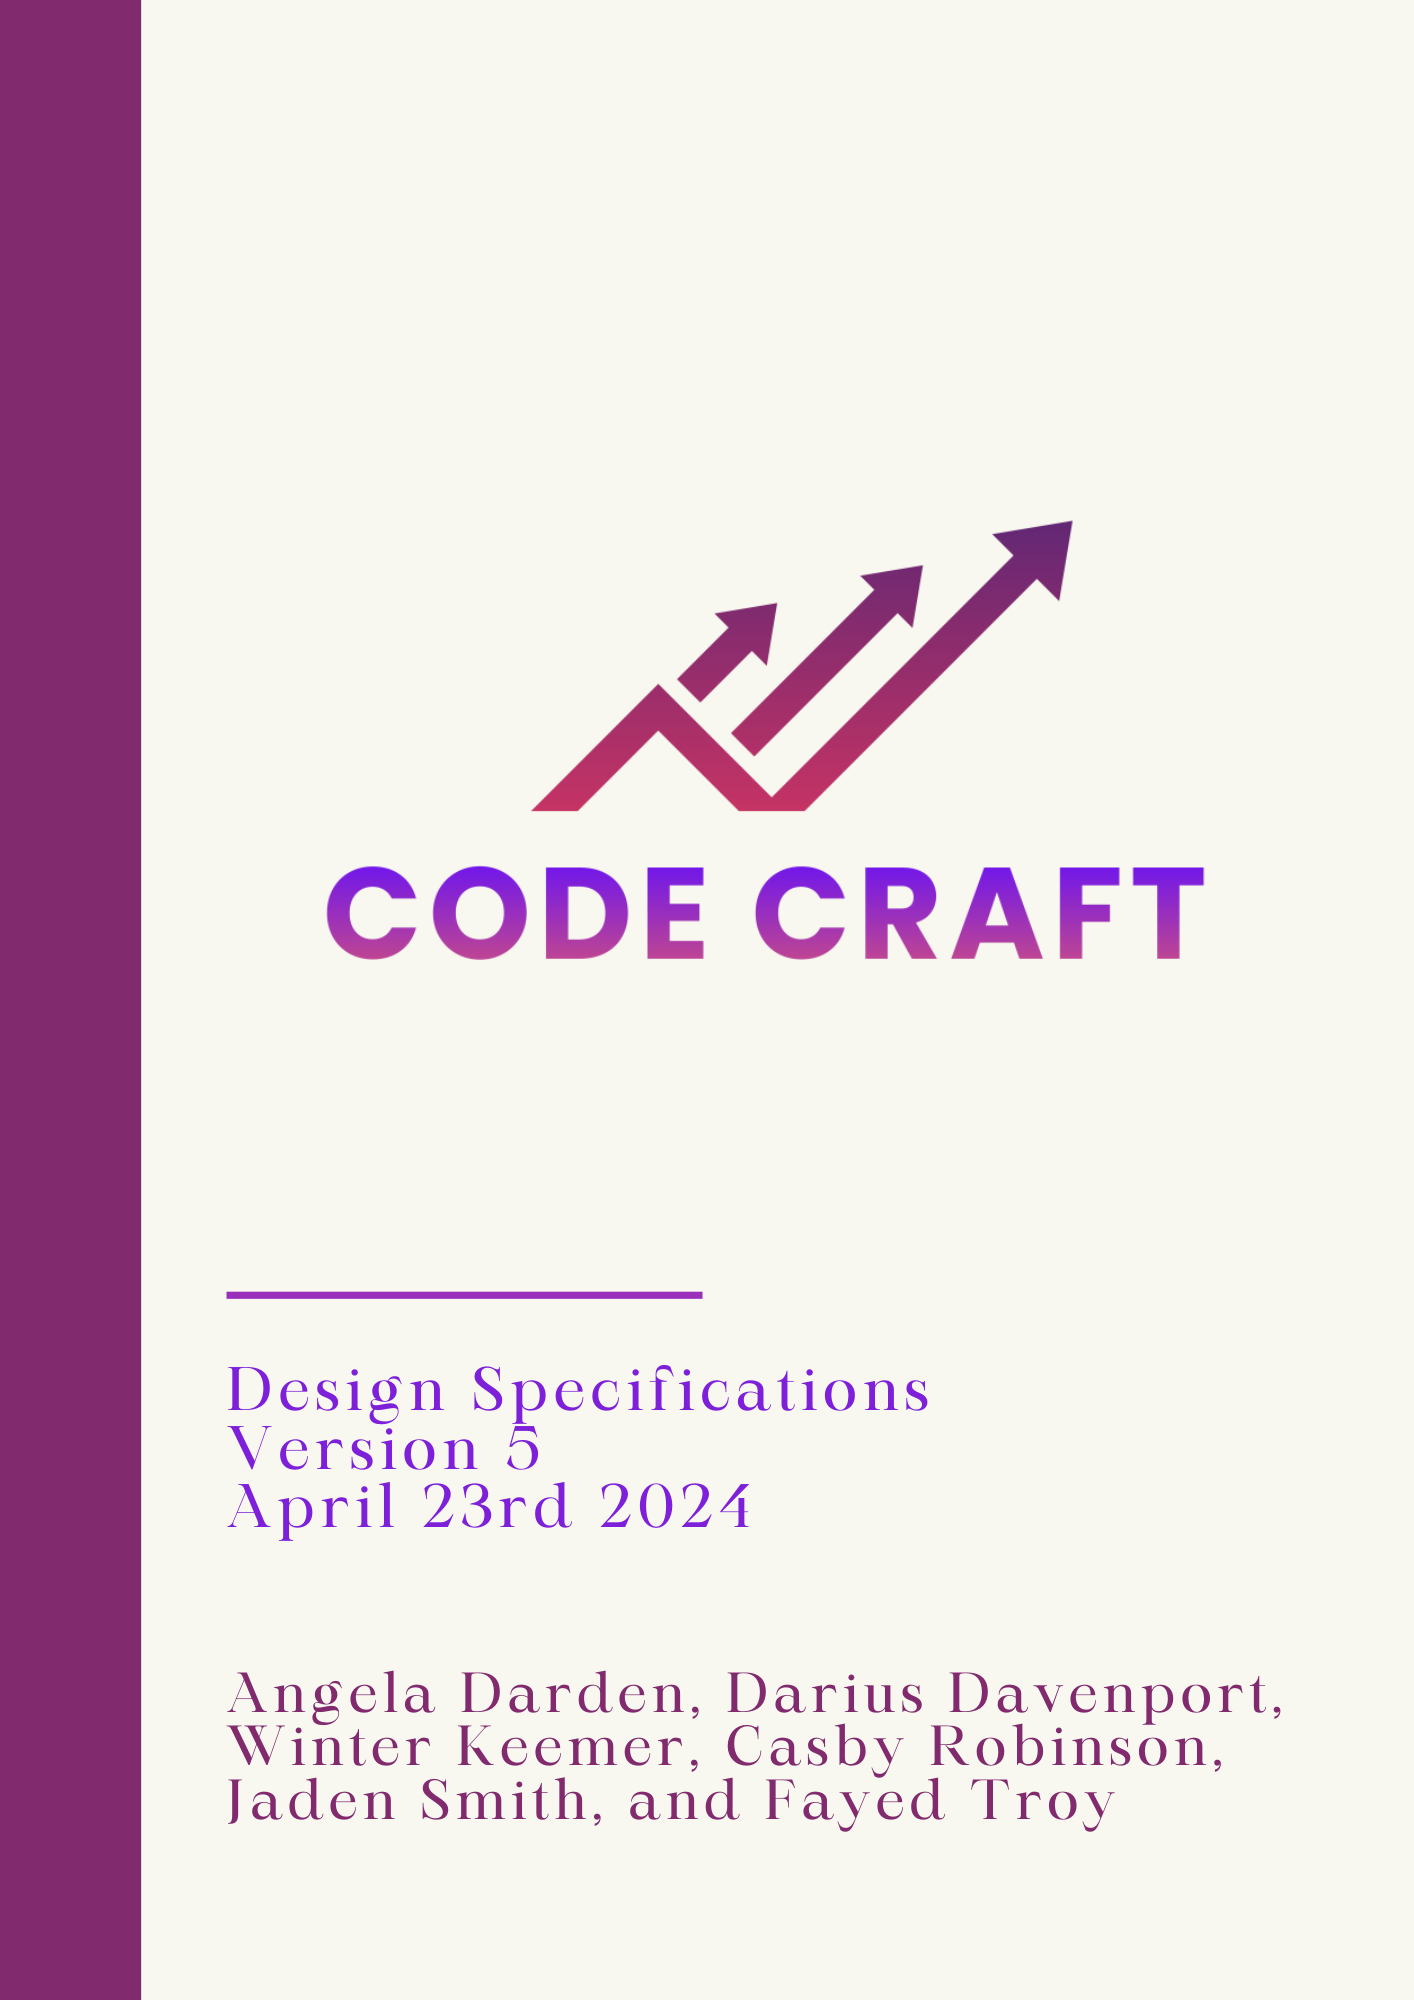 CODE CRAFT
Design Specifications
Version 5
April 23rd 2024
Angela Darden, Darius Davenport,
Winter Keemer, Casby Robinson,
Jaden Smith, and Fayed Troy